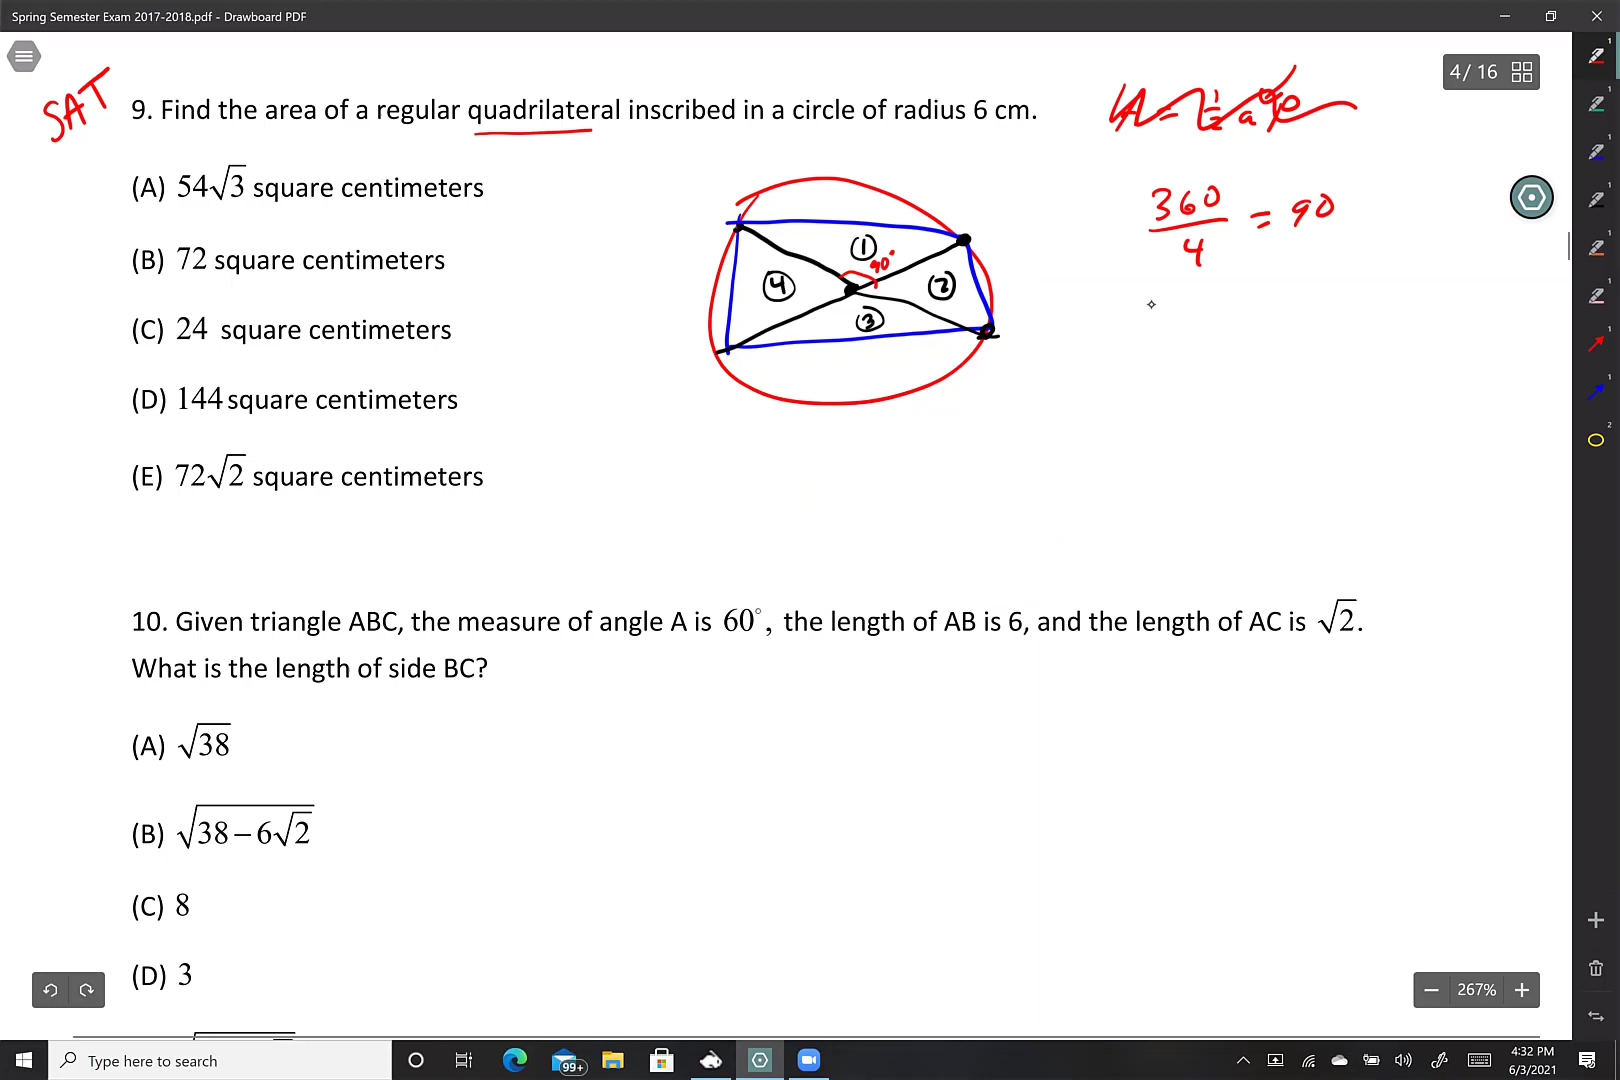 Spring Semester Exam 2017-2018.pdf - Drawboard PDF
4 / 16
SAT
9. Find the area of a regular quadrilateral inscribed in a circle of radius 6 cm.
A = 1/2 a p
(A) 54√3 square centimeters
360/4 = 90
(B) 72 square centimeters
(C) 24 square centimeters
(D) 144 square centimeters
(E) 72√2 square centimeters
1
90°
4
2
3
10. Given triangle ABC, the measure of angle A is 60°, the length of AB is 6, and the length of AC is √2.
What is the length of side BC?
(A) √38
(B) √(38−6√2)
(C) 8
(D) 3
267%
Type here to search
99+
4:32 PM
6/3/2021